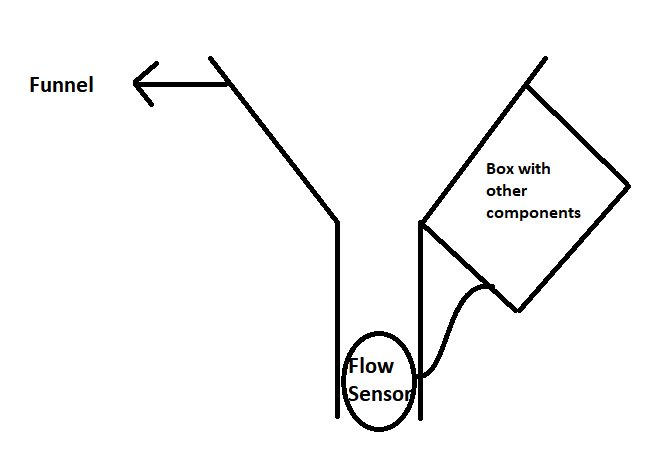 Funnel
Box with
other
components
Flow
Sensor